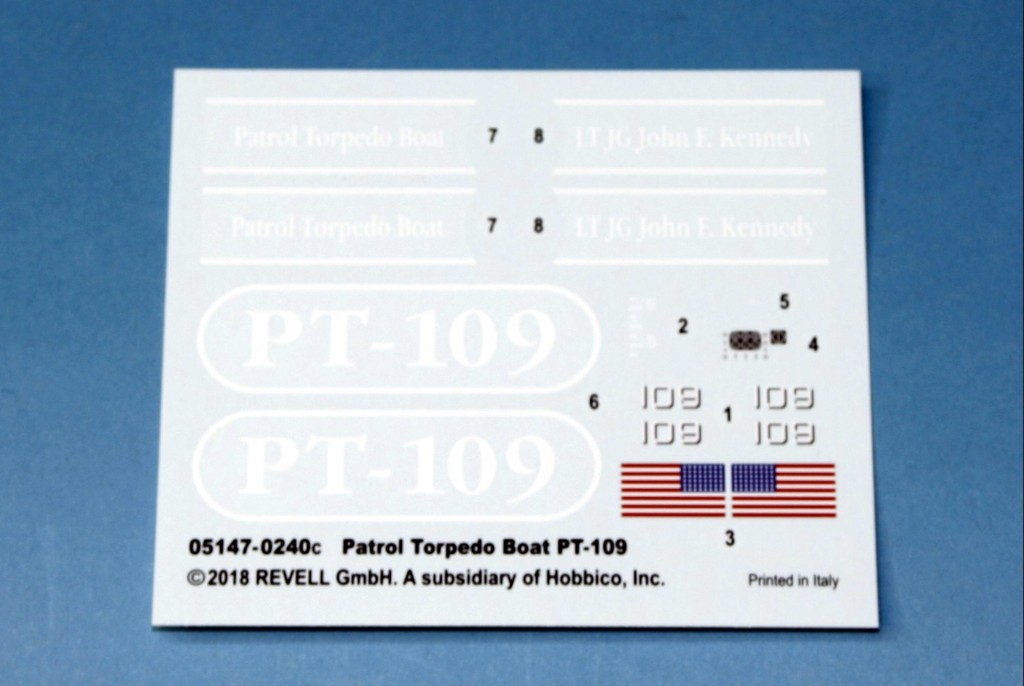 Patrol Torpedo Boat 7 8 LT JG John F. Kennedy
Patrol Torpedo Boat 7 8 LT JG John F. Kennedy
PT-109
5
2
4
6
109 1 109
109 109
PT-109
3
05147-0240c Patrol Torpedo Boat PT-109
©2018 REVELL GmbH. A subsidiary of Hobbico, Inc. Printed in Italy